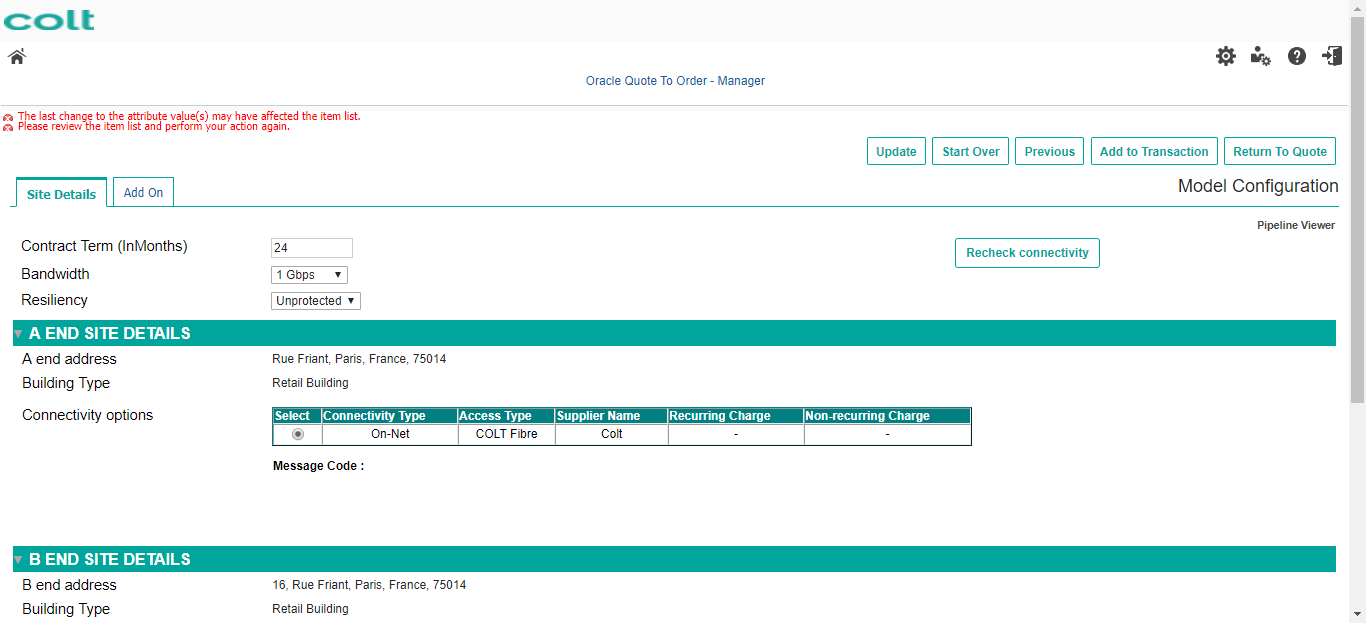 colt
Oracle Quote To Order - Manager
The last change to the attribute value(s) may have affected the item list.
Please review the item list and perform your action again.
Update Start Over Previous Add to Transaction Return To Quote
Site Details Add On Model Configuration
Pipeline Viewer
Contract Term (InMonths) 24 Recheck connectivity
Bandwidth 1 Gbps
Resiliency Unprotected
A END SITE DETAILS
A end address Rue Friant, Paris, France, 75014
Building Type Retail Building
Connectivity options Select Connectivity Type Access Type Supplier Name Recurring Charge Non-recurring Charge
On-Net COLT Fibre Colt - -
Message Code :
B END SITE DETAILS
B end address 16, Rue Friant, Paris, France, 75014
Building Type Retail Building